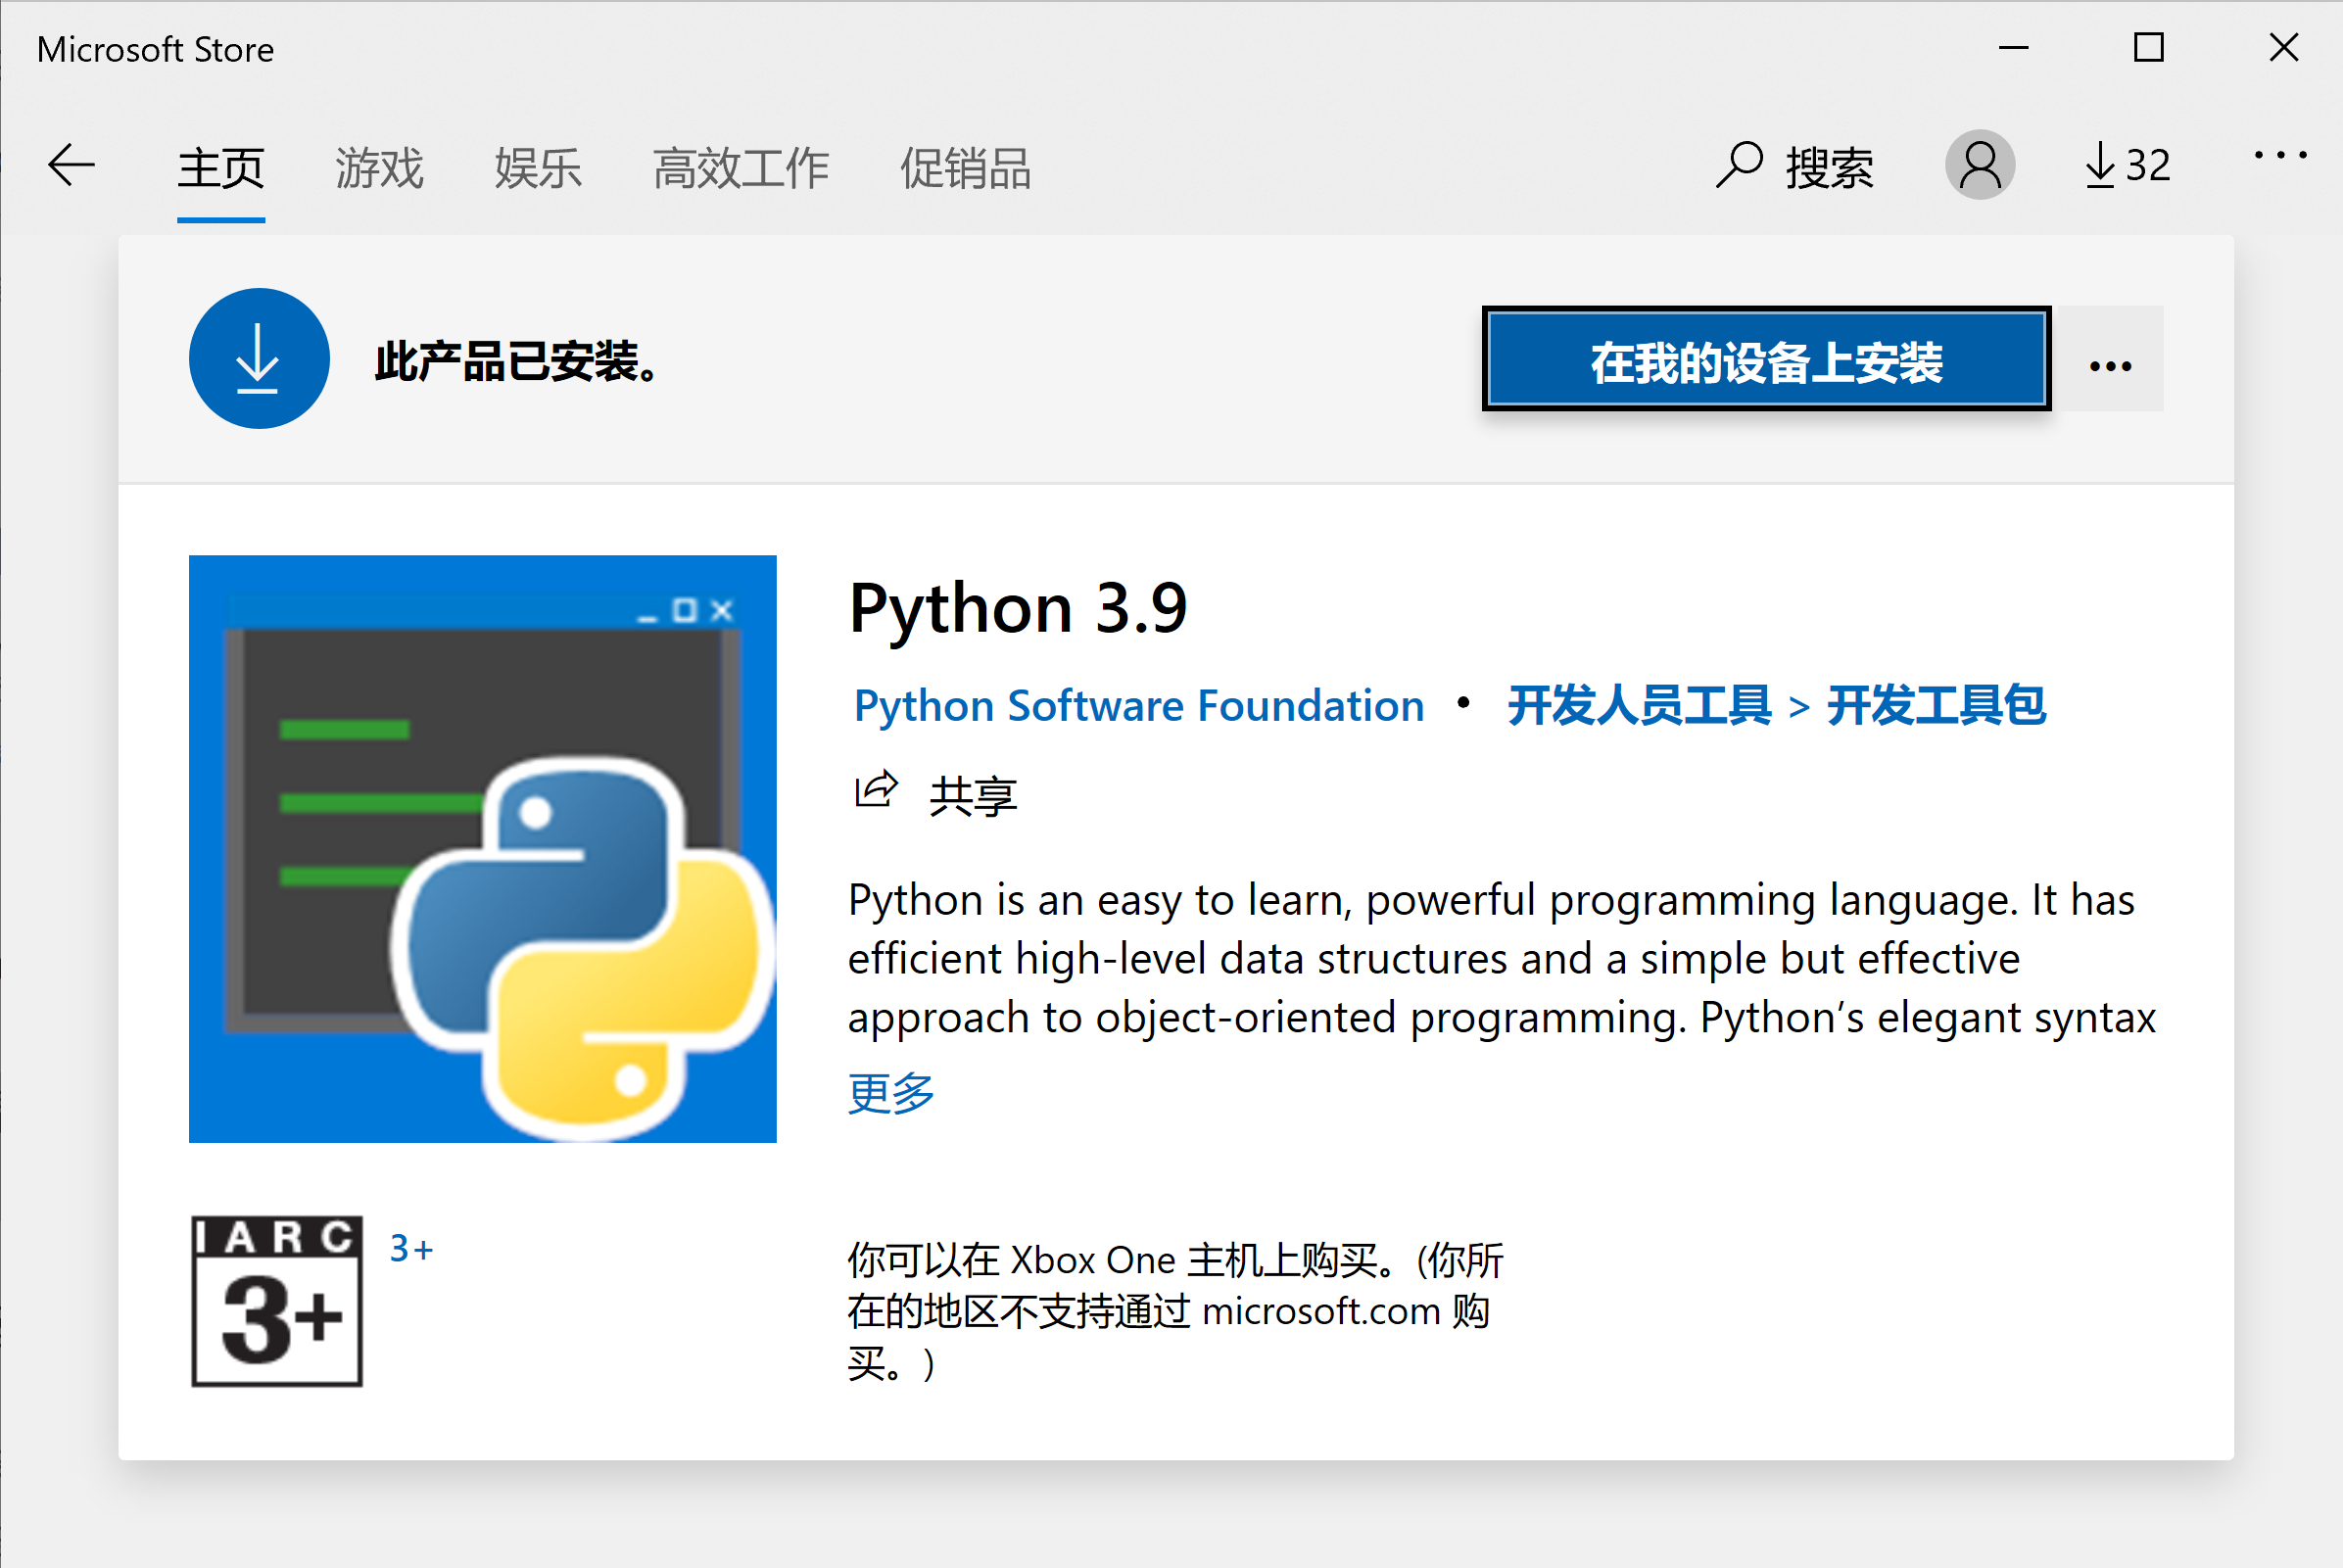 Microsoft Store
主页 游戏 娱乐 高效工作 促销品 搜索 32
此产品已安装。 在我的设备上安装
Python 3.9
Python Software Foundation • 开发人员工具 > 开发工具包
共享
Python is an easy to learn, powerful programming language. It has
efficient high-level data structures and a simple but effective
approach to object-oriented programming. Python’s elegant syntax
更多
IARC
3+
3+
你可以在 Xbox One 主机上购买。(你所
在的地区不支持通过 microsoft.com 购
买。)